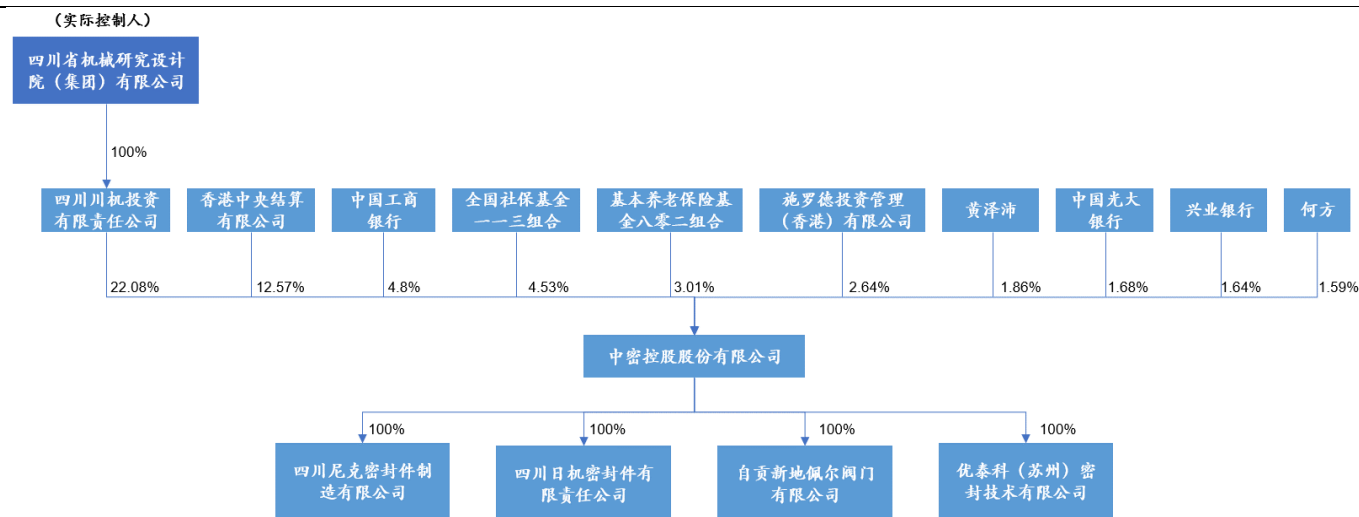 （实际控制人）
四川省机械研究设计
院（集团）有限公司
100%
四川川机投资
有限责任公司
香港中央结算
有限公司
中国工商
银行
全国社保基金
一一三组合
基本养老保险基
金八零二组合
施罗德投资管理
（香港）有限公司
黄泽沛
中国光大
银行
兴业银行
何方
22.08%
12.57%
4.8%
4.53%
3.01%
2.64%
1.86%
1.68%
1.64%
1.59%
中密控股股份有限公司
100%
100%
100%
100%
四川尼克密封件制
造有限公司
四川日机密封件有
限责任公司
自贡新地佩尔阀门
有限公司
优泰科（苏州）密
封技术有限公司